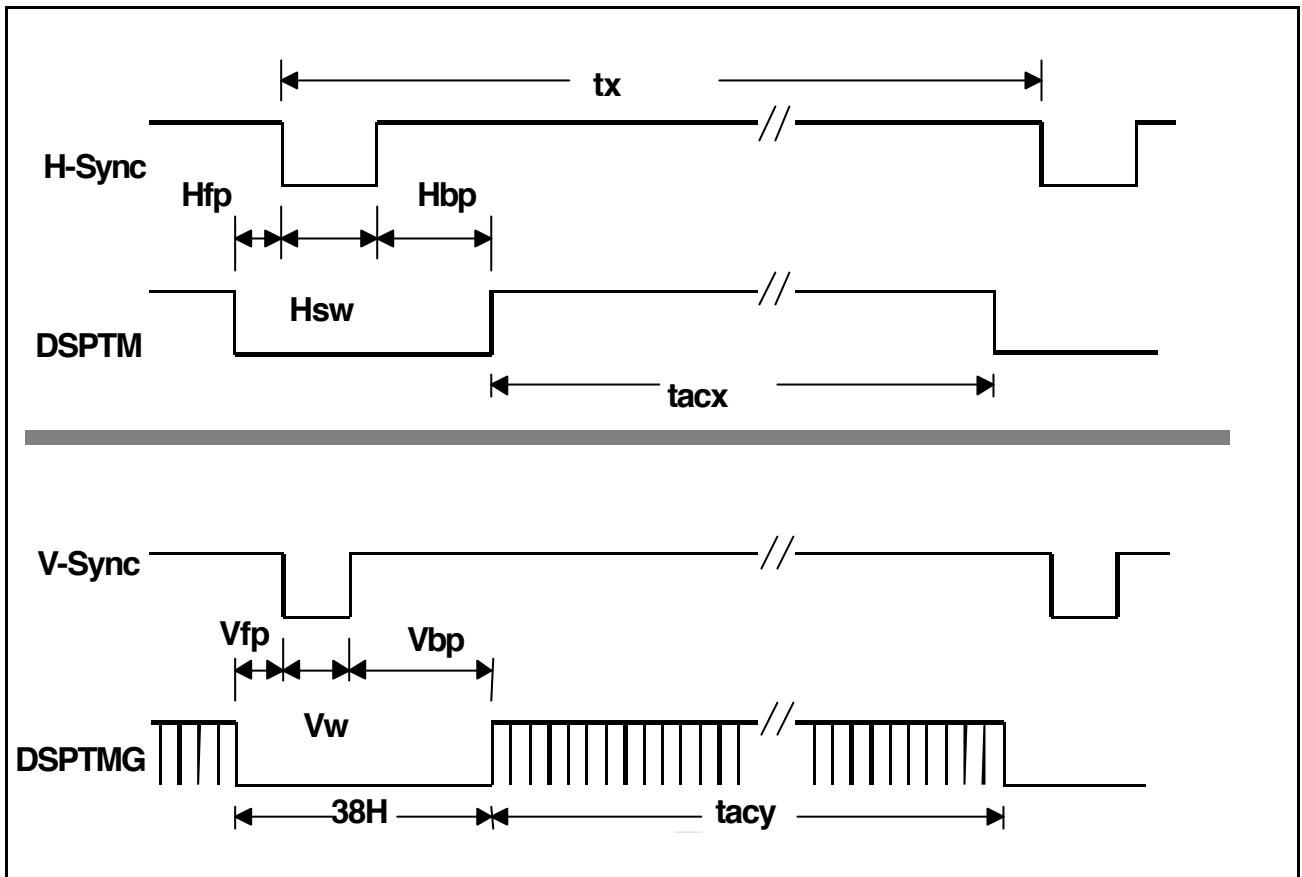 tx
H-Sync
Hfp Hbp
Hsw
DSPTM
tacx
V-Sync
Vfp Vbp
Vw
DSPTMG
38H tacy